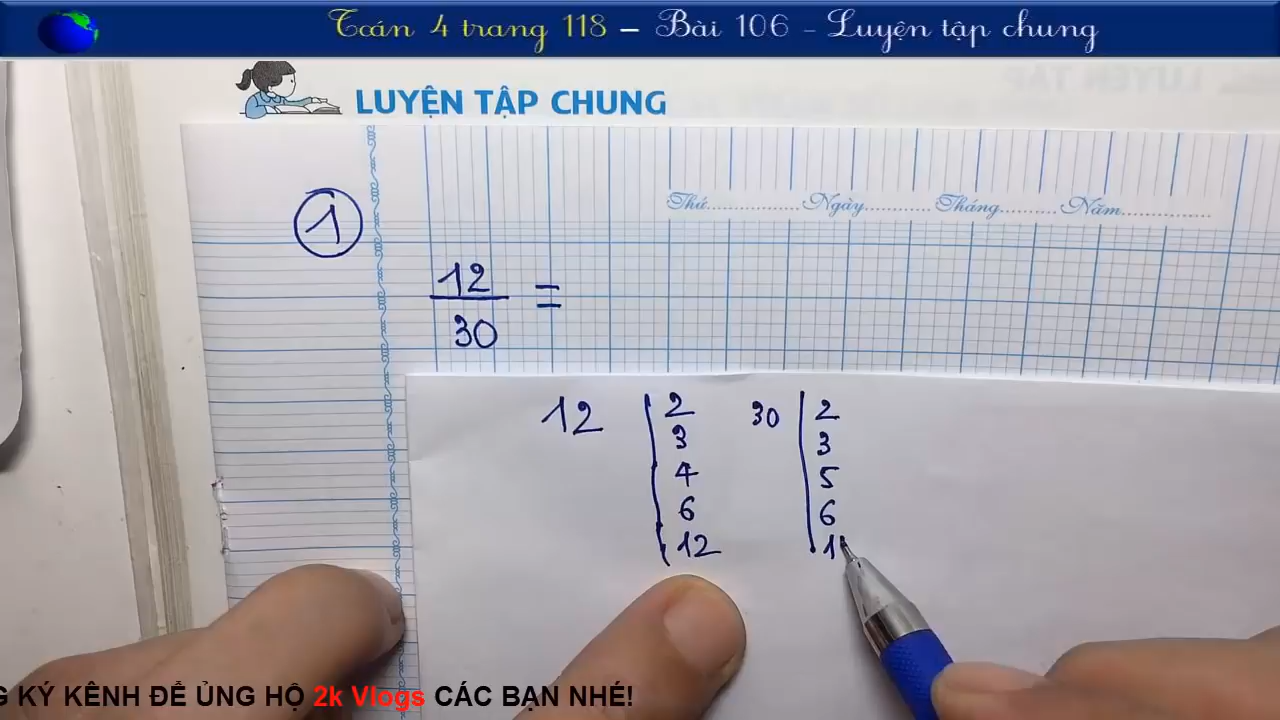 Toán 4 trang 118 – Bài 106 - Luyện tập chung
LUYỆN TẬP CHUNG
Thứ............... Ngày........... Tháng.......... Năm..............
1
12
30
=
12 2 30 2
3 3
4 5
6 6
12 1
KÝ KÊNH ĐỂ ỦNG HỘ 2k Vlogs CÁC BẠN NHÉ!